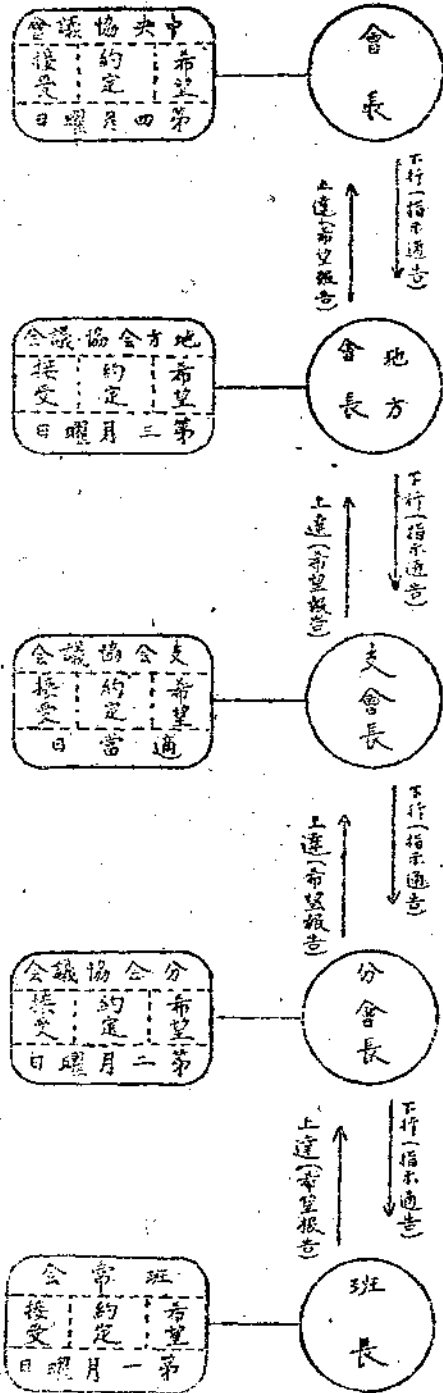 中央協議會
希望
約定
接受
第四月曜日
會長
下行(指示通告)
上達(希望報告)
地方会協議会
希望
約定
接受
第三月曜日
地方會長
下行(指示通告)
上達(希望報告)
支会協議会
希望
約定
接受
適當日
支會長
下行(指示通告)
上達(希望報告)
分会協議会
希望
約定
接受
第二月曜日
分會長
下行(指示通告)
上達(希望報告)
班常会
希望
約定
接受
第一月曜日
班長